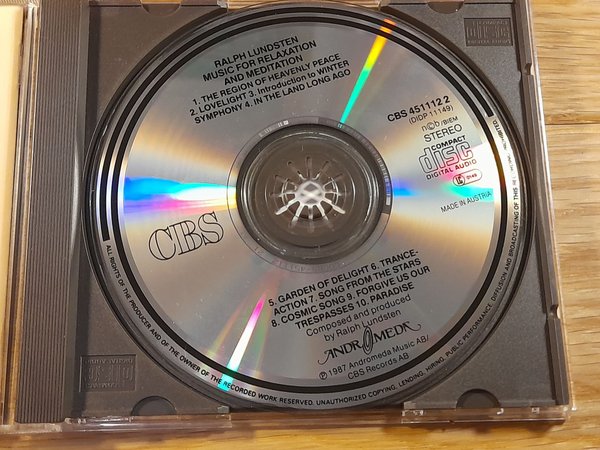 RALPH LUNDSTEN
MUSIC FOR RELAXATION
AND MEDITATION
1. THE REGION OF HEAVENLY PEACE
2. LOVELIGHT 3. Introduction to WINTER
SYMPHONY 4. IN THE LAND LONG AGO
CBS 451112 2
(DIDP 11149)
n©b/BIEM
STEREO
COMPACT
disc
DIGITAL AUDIO
MADE IN AUSTRIA
CBS
5. GARDEN OF DELIGHT 6. TRANCE-
ACTION 7. SONG FROM THE STARS
8. COSMIC SONG 9. FORGIVE US OUR
TRESPASSES 10. PARADISE
Composed and produced
by Ralph Lundsten
ANDROMEDA
℗ 1987 Andromeda Music AB/
CBS Records AB
ALL RIGHTS OF THE PRODUCER AND OF THE OWNER OF THE RECORDED WORK RESERVED. UNAUTHORIZED COPYING, LENDING, HIRING, PUBLIC PERFORMANCE, DIFFUSION AND BROADCASTING OF THIS